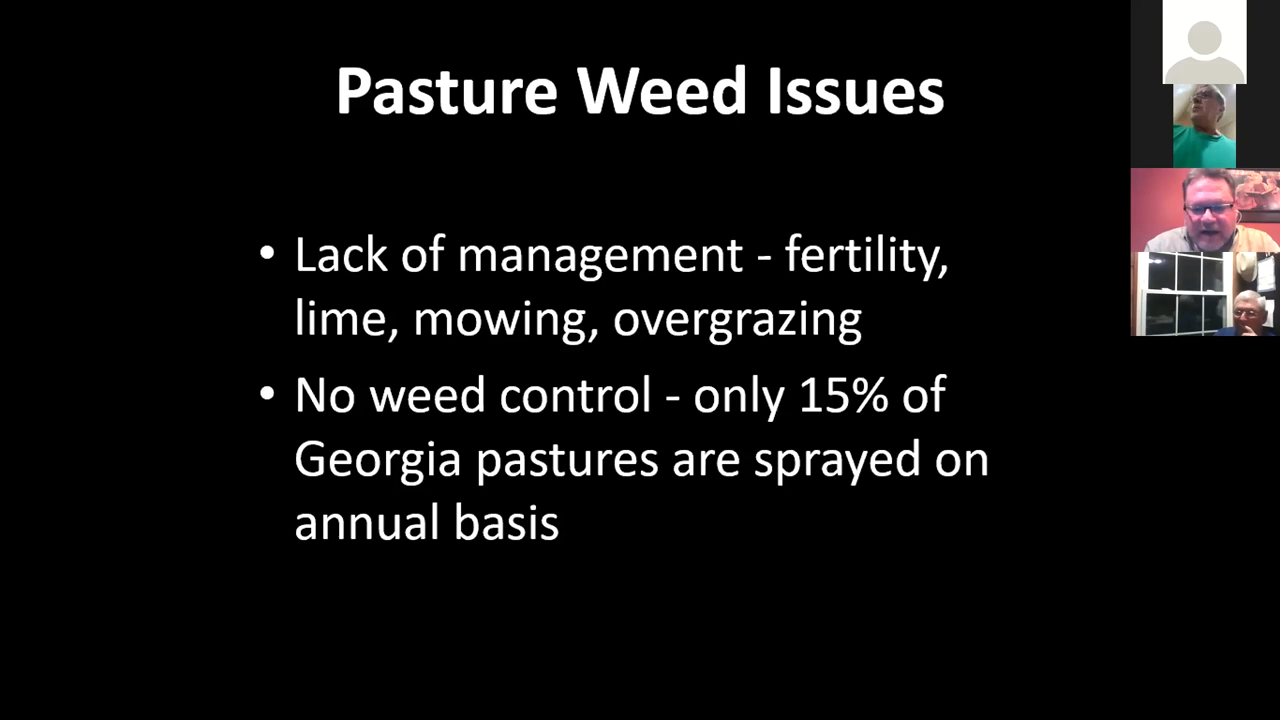 Pasture Weed Issues
• Lack of management - fertility,
lime, mowing, overgrazing
• No weed control - only 15% of
Georgia pastures are sprayed on
annual basis